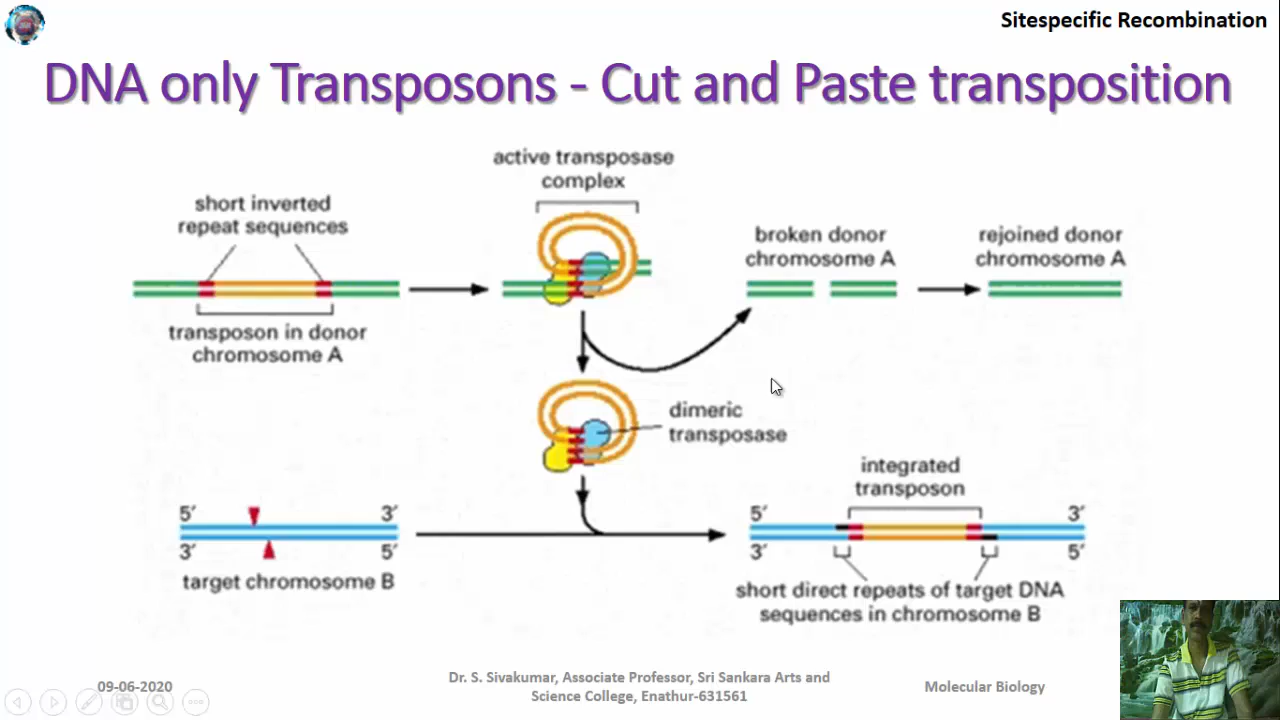 Sitespecific Recombination
DNA only Transposons - Cut and Paste transposition
active transposase
complex
short inverted
repeat sequences
broken donor
chromosome A
rejoined donor
chromosome A
transposon in donor
chromosome A
dimeric
transposase
integrated
transposon
5′ 3′
3′ 5′
target chromosome B
5′ 3′
3′ 5′
short direct repeats of target DNA
sequences in chromosome B
09-06-2020
Dr. S. Sivakumar, Associate Professor, Sri Sankara Arts and
Science College, Enathur-631561
Molecular Biology